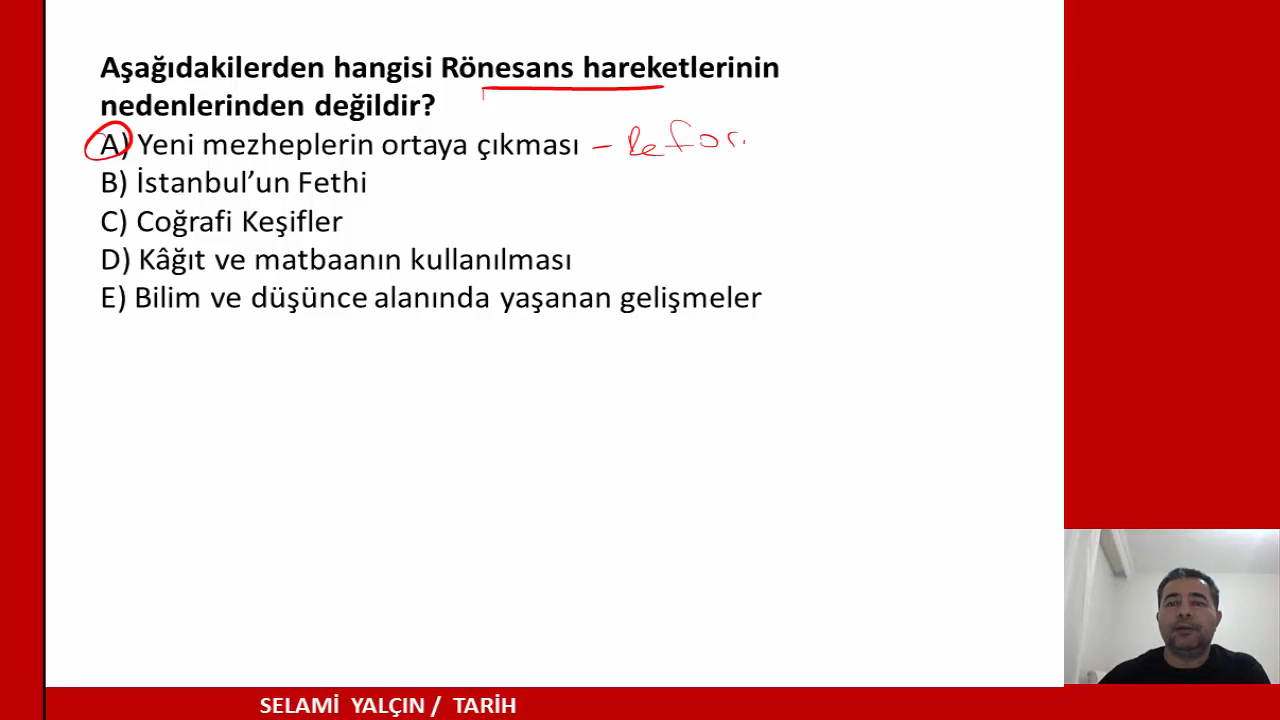 Aşağıdakilerden hangisi Rönesans hareketlerinin
nedenlerinden değildir?
A) Yeni mezheplerin ortaya çıkması – Refor.
B) İstanbul’un Fethi
C) Coğrafi Keşifler
D) Kâğıt ve matbaanın kullanılması
E) Bilim ve düşünce alanında yaşanan gelişmeler
SELAMİ YALÇIN / TARİH